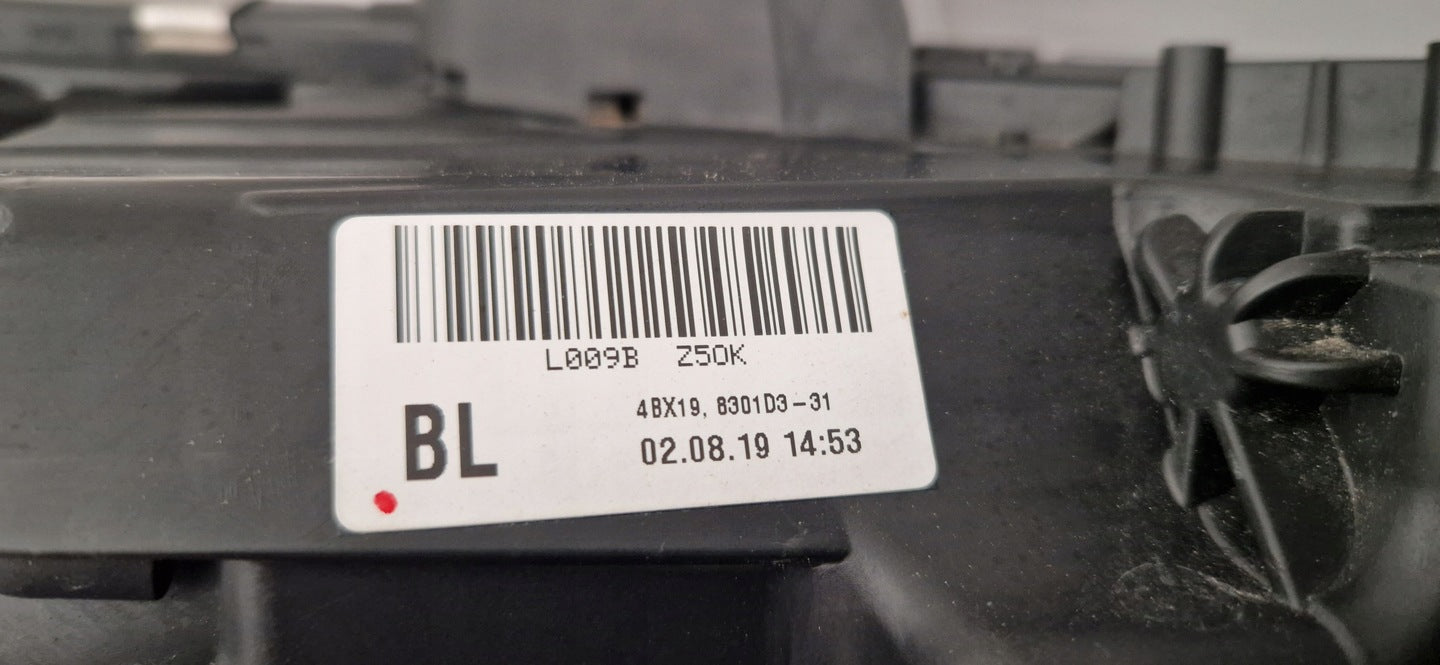 L009B Z50K
BL
4BX19, 8301D3-31
02.08.19 14:53